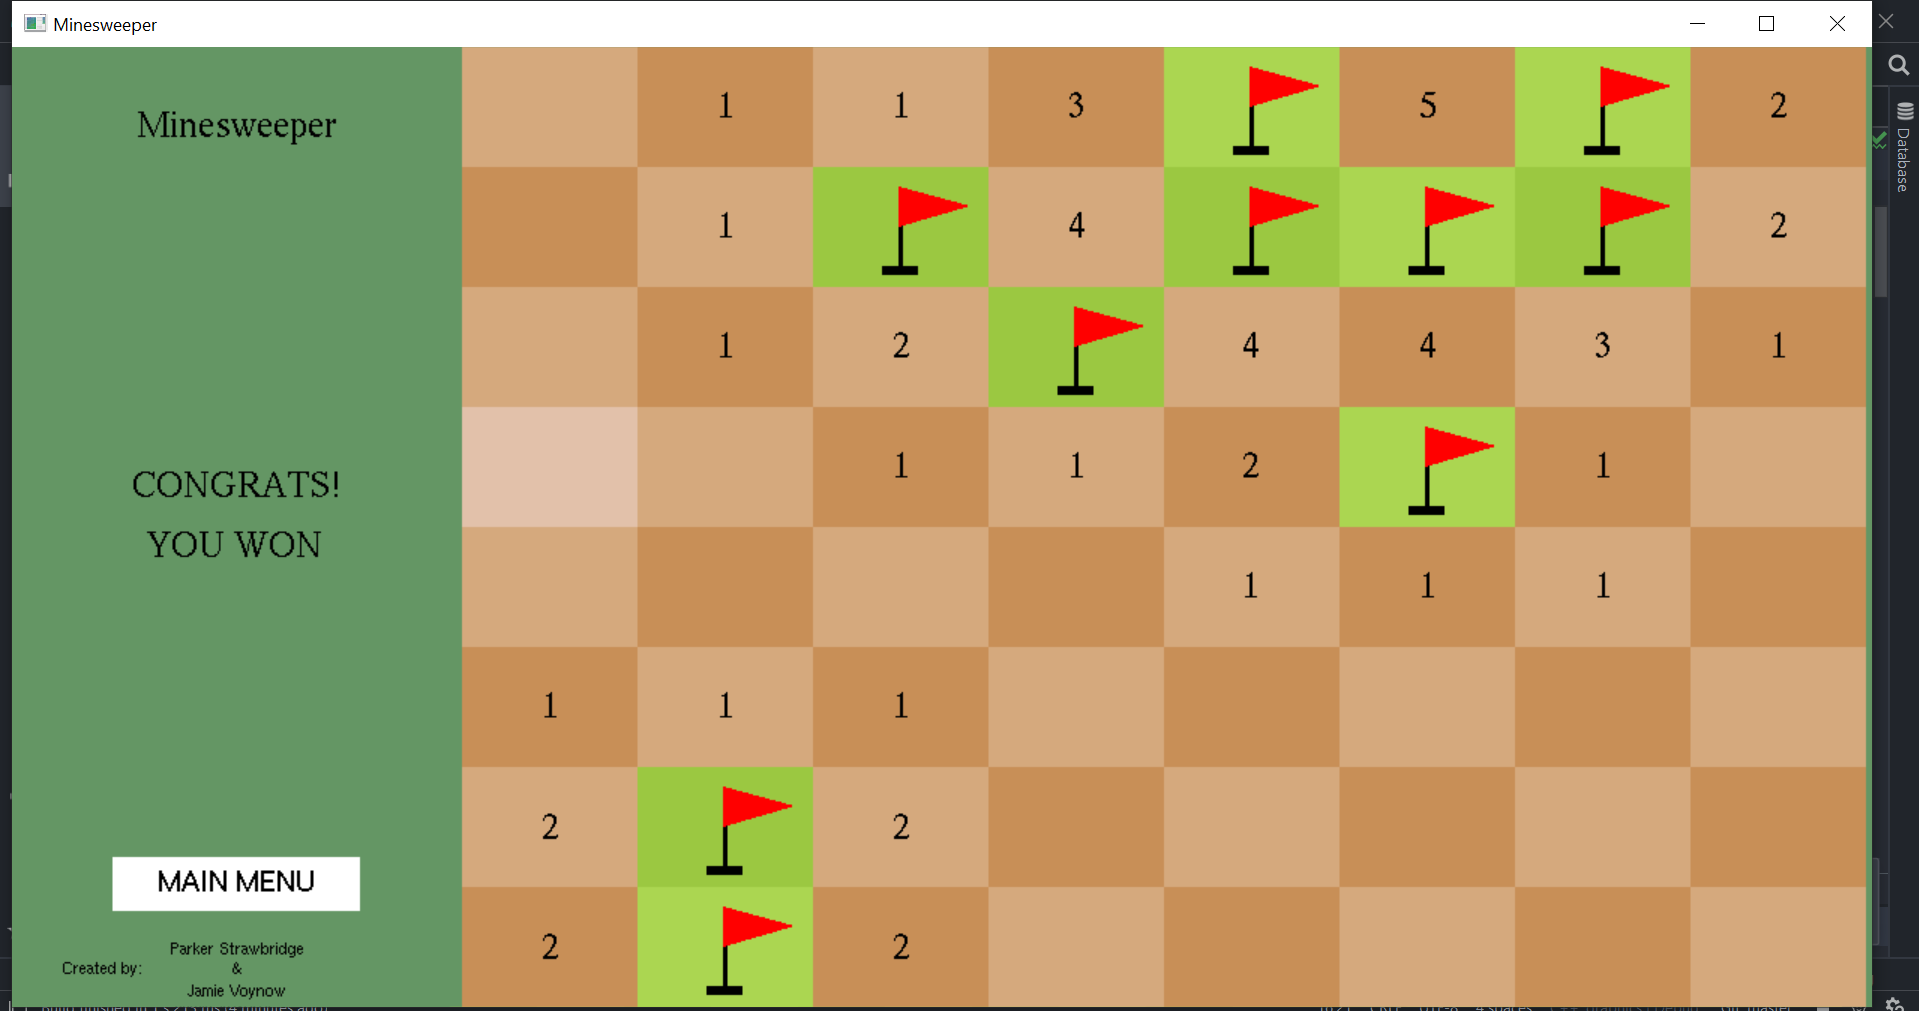 Minesweeper
Minesweeper
1 1 3 5 2
1 4 2
1 2 4 4 3 1
CONGRATS!
1 1 2 1
YOU WON
1 1 1
1 1 1
2 2
MAIN MENU
2 2
Created by:
Parker Strawbridge
&
Jamie Voynow
Database